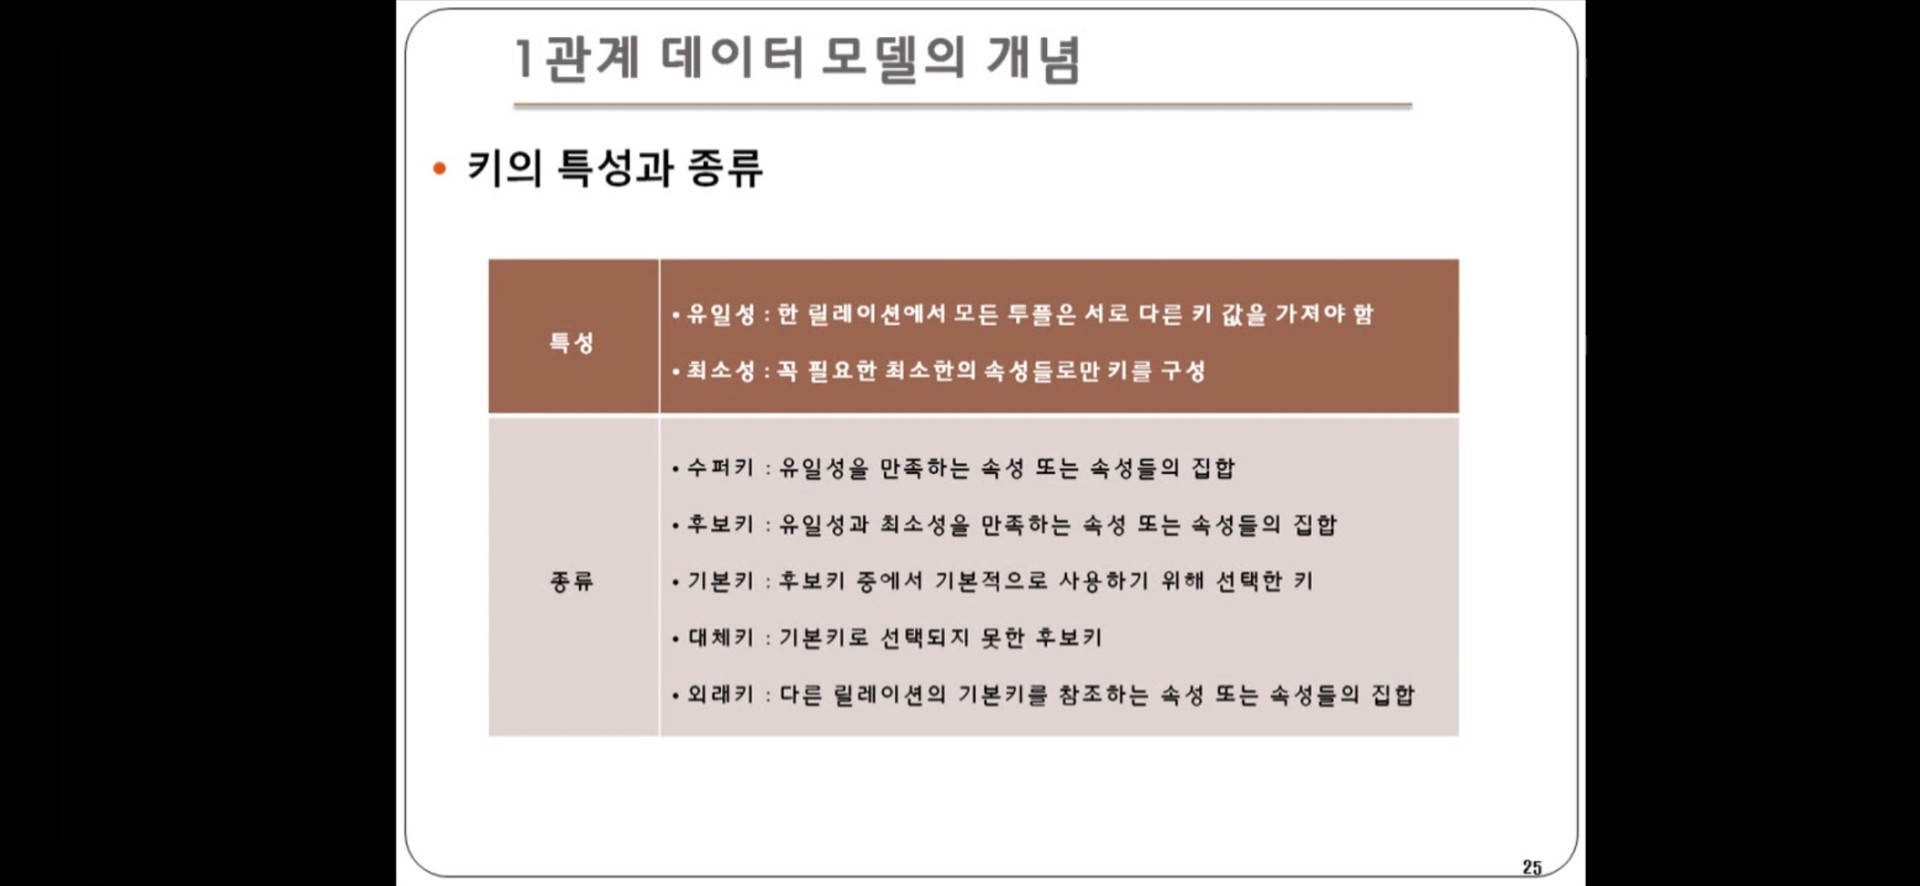 1관계 데이터 모델의 개념
• 키의 특성과 종류
특성
• 유일성 : 한 릴레이션에서 모든 투플은 서로 다른 키 값을 가져야 함
• 최소성 : 꼭 필요한 최소한의 속성들로만 키를 구성
종류
• 수퍼키 : 유일성을 만족하는 속성 또는 속성들의 집합
• 후보키 : 유일성과 최소성을 만족하는 속성 또는 속성들의 집합
• 기본키 : 후보키 중에서 기본적으로 사용하기 위해 선택한 키
• 대체키 : 기본키로 선택되지 못한 후보키
• 외래키 : 다른 릴레이션의 기본키를 참조하는 속성 또는 속성들의 집합
25